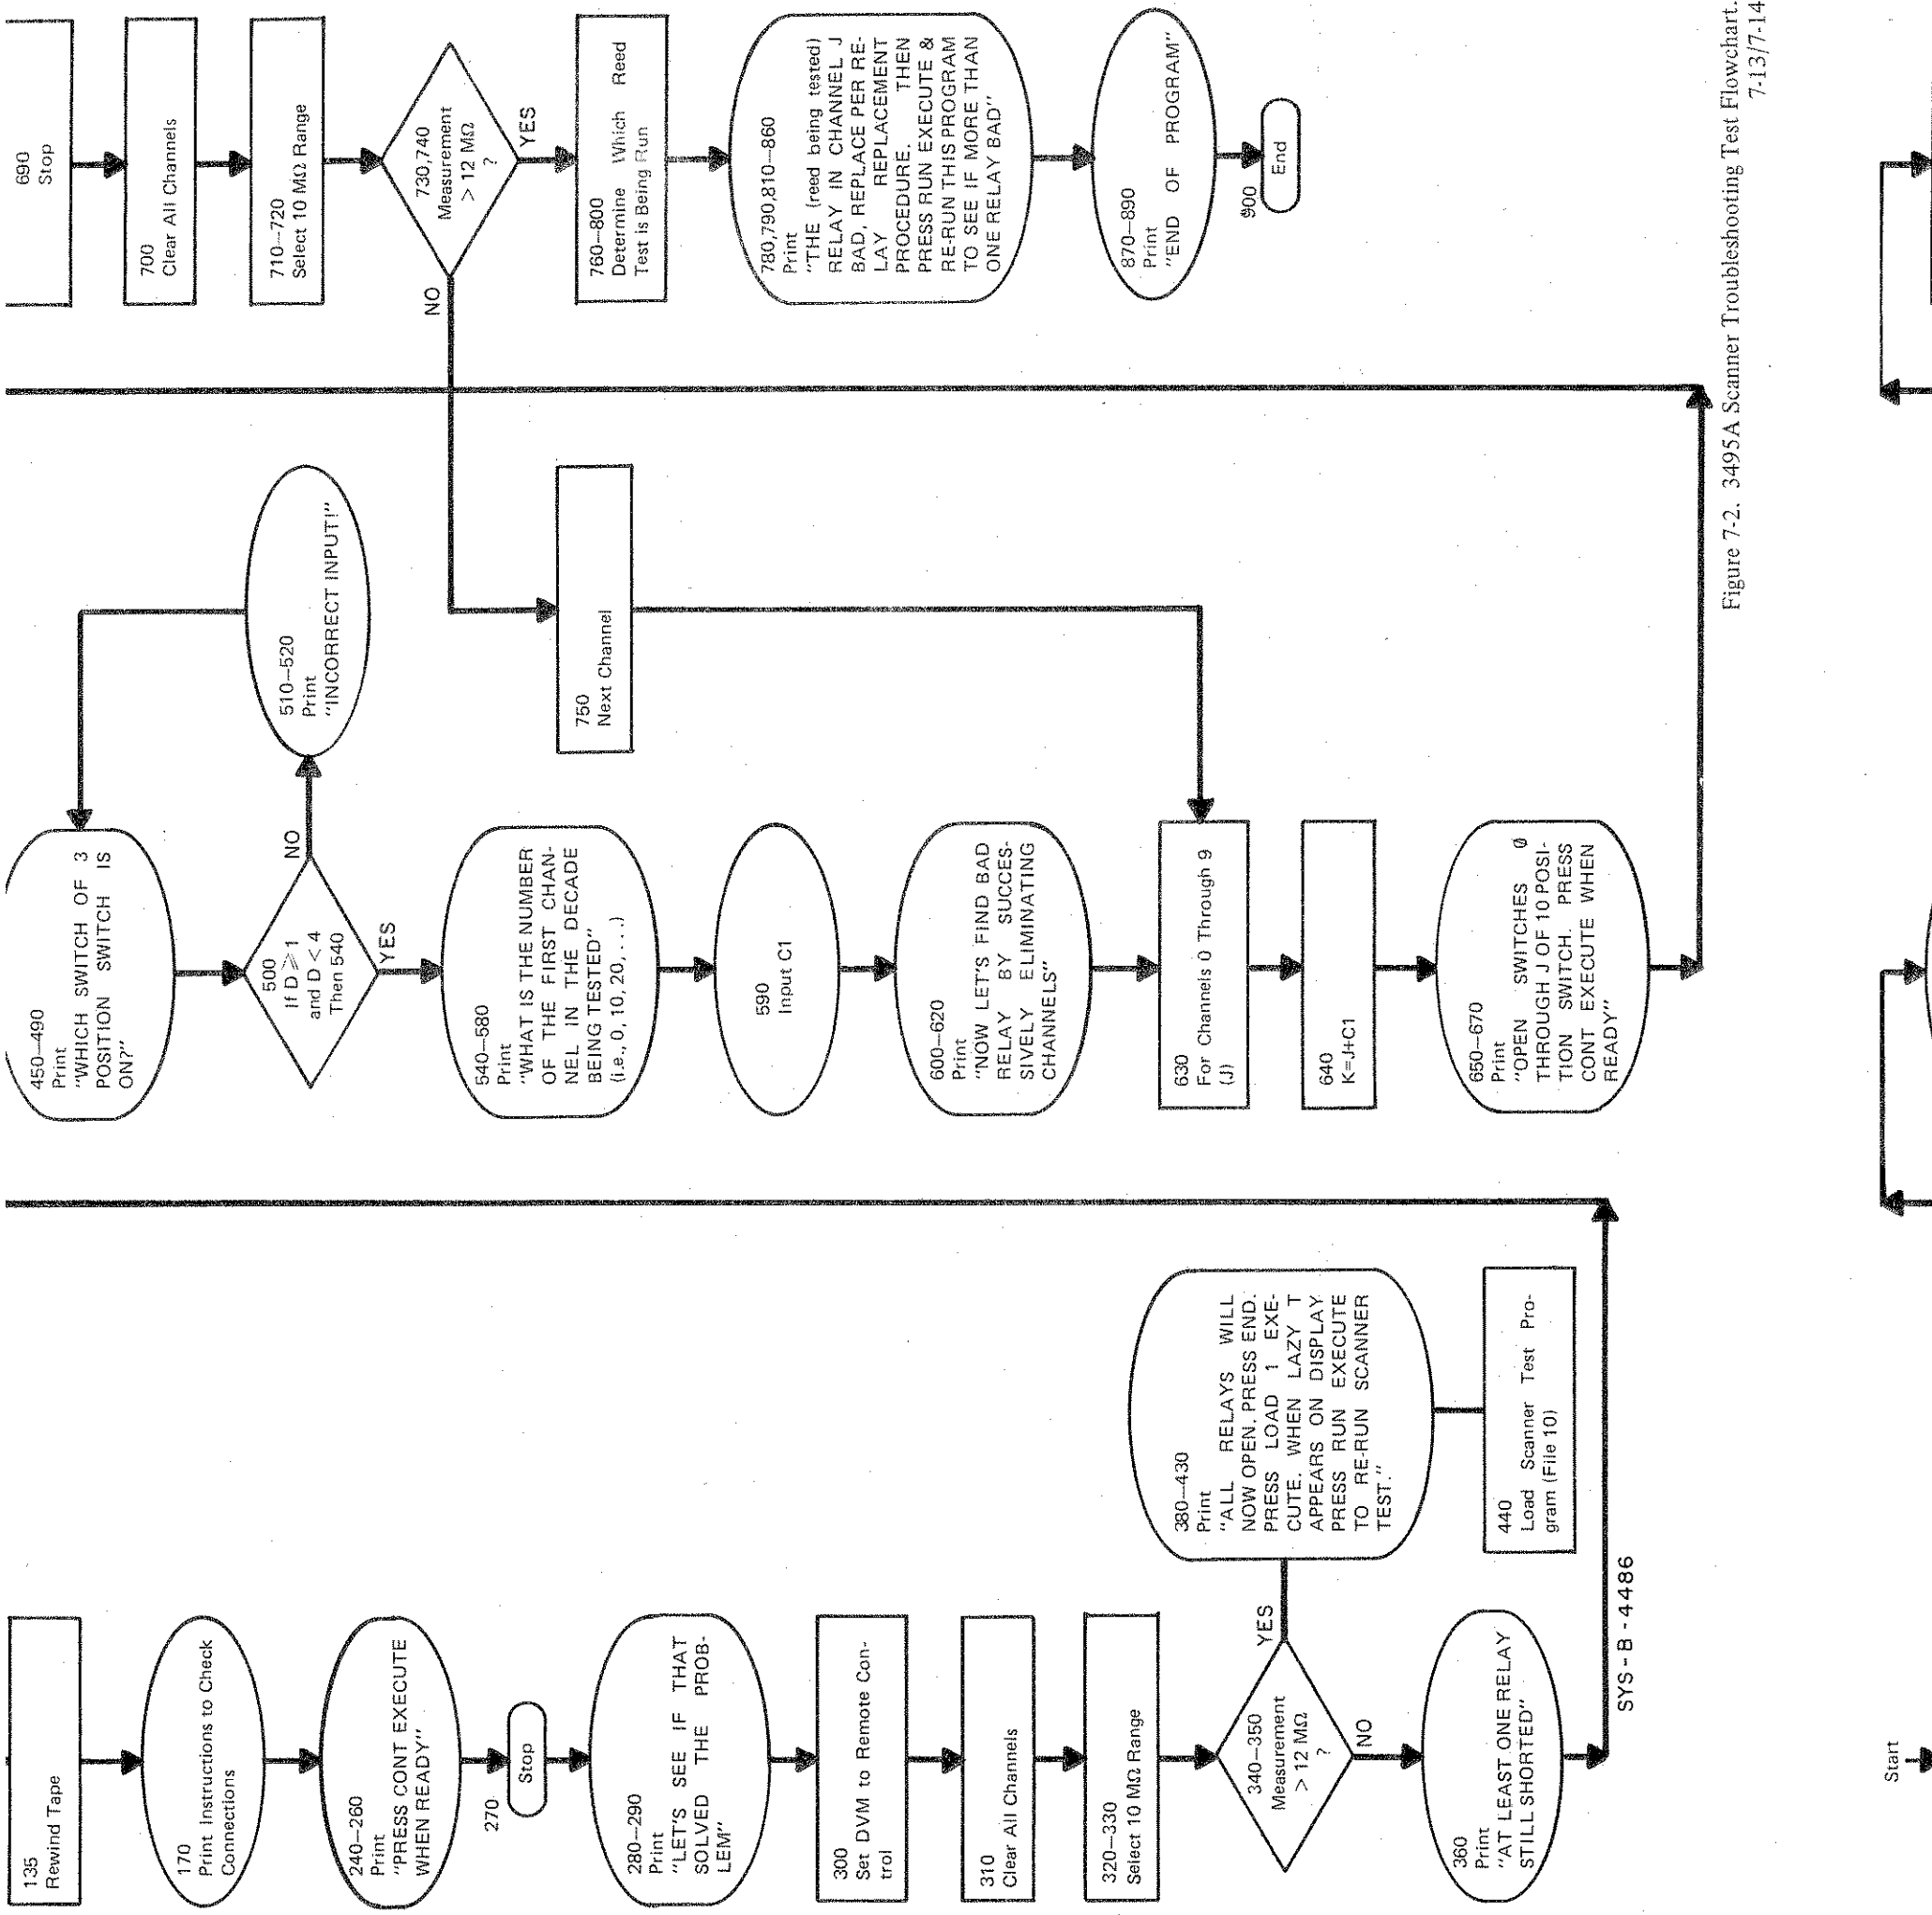 135
Rewind Tape
170
Print Instructions to Check
Connections
240–260
Print
"PRESS CONT EXECUTE
WHEN READY"
270
Stop
280–290
Print
"LET'S SEE IF THAT
SOLVED THE PROB-
LEM"
300
Set DVM to Remote Con-
trol
310
Clear All Channels
320–330
Select 10 MΩ Range
340–350
Measurement
> 12 MΩ
?
YES
NO
360
Print
"AT LEAST ONE RELAY
STILL SHORTED"
380–430
Print
"ALL RELAYS WILL
NOW OPEN. PRESS END.
PRESS LOAD 1 EXE-
CUTE. WHEN LAZY T
APPEARS ON DISPLAY
PRESS RUN EXECUTE
TO RE-RUN SCANNER
TEST."
440
Load Scanner Test Pro-
gram (File 10)
SYS-B-4486
450–490
Print
"WHICH SWITCH OF 3
POSITION SWITCH IS
ON?"
500
If D ⩾ 1
and D < 4
Then 540
NO
YES
510–520
Print
"INCORRECT INPUT!"
540–580
Print
"WHAT IS THE NUMBER
OF THE FIRST CHAN-
NEL IN THE DECADE
BEING TESTED"
(i.e., 0, 10, 20, . . .)
590
Input C1
600–620
Print
"NOW LET'S FIND BAD
RELAY BY SUCCES-
SIVELY ELIMINATING
CHANNELS"
630
For Channels 0 Through 9
(J)
640
K=J+C1
650–670
Print
"OPEN SWITCHES Ø
THROUGH J OF 10 POSI-
TION SWITCH. PRESS
CONT EXECUTE WHEN
READY"
690
Stop
700
Clear All Channels
710–720
Select 10 MΩ Range
730,740
Measurement
> 12 MΩ
?
NO
YES
750
Next Channel
760–800
Determine Which Reed
Test is Being Run
780,790,810–860
Print
"THE (reed being tested)
RELAY IN CHANNEL J
BAD, REPLACE PER RE-
LAY REPLACEMENT
PROCEDURE. THEN
PRESS RUN EXECUTE &
RE-RUN THIS PROGRAM
TO SEE IF MORE THAN
ONE RELAY BAD"
870–890
Print
"END OF PROGRAM"
900
End
Figure 7-2. 3495A Scanner Troubleshooting Test Flowchart.
7-13/7-14
Start